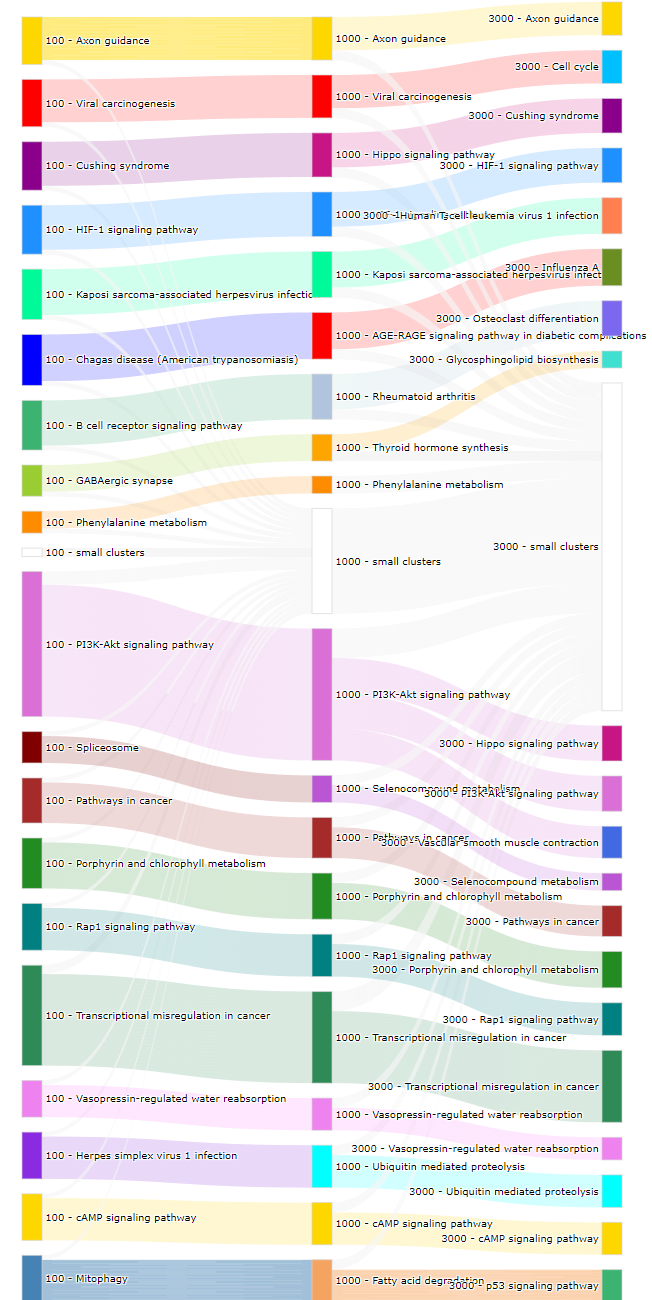 100 - Axon guidance
100 - Viral carcinogenesis
100 - Cushing syndrome
100 - HIF-1 signaling pathway
100 - Kaposi sarcoma-associated herpesvirus infectio
100 - Chagas disease (American trypanosomiasis)
100 - B cell receptor signaling pathway
100 - GABAergic synapse
100 - Phenylalanine metabolism
100 - small clusters
100 - PI3K-Akt signaling pathway
100 - Spliceosome
100 - Pathways in cancer
100 - Porphyrin and chlorophyll metabolism
100 - Rap1 signaling pathway
100 - Transcriptional misregulation in cancer
100 - Vasopressin-regulated water reabsorption
100 - Herpes simplex virus 1 infection
100 - cAMP signaling pathway
100 - Mitophagy
1000 - Axon guidance
1000 - Viral carcinogenesis
1000 - Hippo signaling pathway
1000
1000 - Kaposi sarcoma-associated herpesvirus infect
1000 - AGE-RAGE signaling pathway in diabetic complications
1000 - Rheumatoid arthritis
1000 - Thyroid hormone synthesis
1000 - Phenylalanine metabolism
1000 - small clusters
1000 - PI3K-Akt signaling pathway
1000 - Selenocompound metabolism
1000 - Pathways in cancer
1000 - Porphyrin and chlorophyll metabolism
1000 - Rap1 signaling pathway
1000 - Transcriptional misregulation in cancer
1000 - Vasopressin-regulated water reabsorption
1000 - Ubiquitin mediated proteolysis
1000 - cAMP signaling pathway
1000 - Fatty acid degradation
3000 - Axon guidance
3000 - Cell cycle
3000 - Cushing syndrome
3000 - HIF-1 signaling pathway
3000 - Human T-cell leukemia virus 1 infection
3000 - Influenza A
3000 - Osteoclast differentiation
3000 - Glycosphingolipid biosynthesis
3000 - small clusters
3000 - Hippo signaling pathway
3000 - PI3K-Akt signaling pathway
3000 - Vascular smooth muscle contraction
3000 - Selenocompound metabolism
3000 - Pathways in cancer
3000 - Porphyrin and chlorophyll metabolism
3000 - Rap1 signaling pathway
3000 - Transcriptional misregulation in cancer
3000 - Vasopressin-regulated water reabsorption
3000 - Ubiquitin mediated proteolysis
3000 - cAMP signaling pathway
3000 - p53 signaling pathway